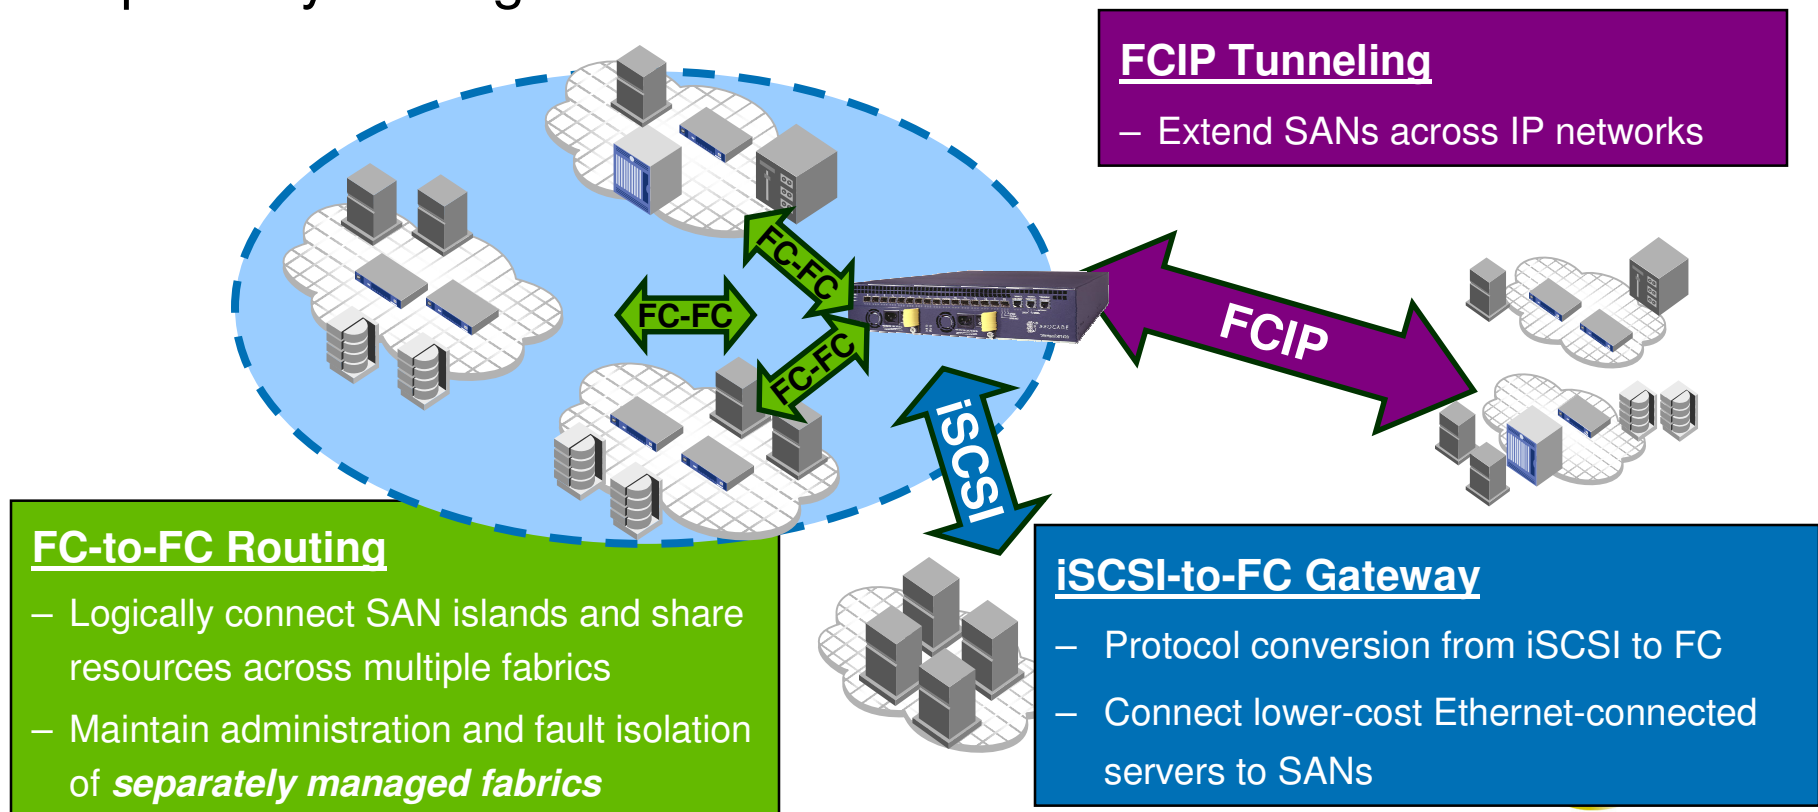 FCIP Tunneling
– Extend SANs across IP networks
FC-FC
FC-FC
FC-FC
FCIP
iSCSI
FC-to-FC Routing
– Logically connect SAN islands and share
resources across multiple fabrics
– Maintain administration and fault isolation
of separately managed fabrics
iSCSI-to-FC Gateway
– Protocol conversion from iSCSI to FC
– Connect lower-cost Ethernet-connected
servers to SANs